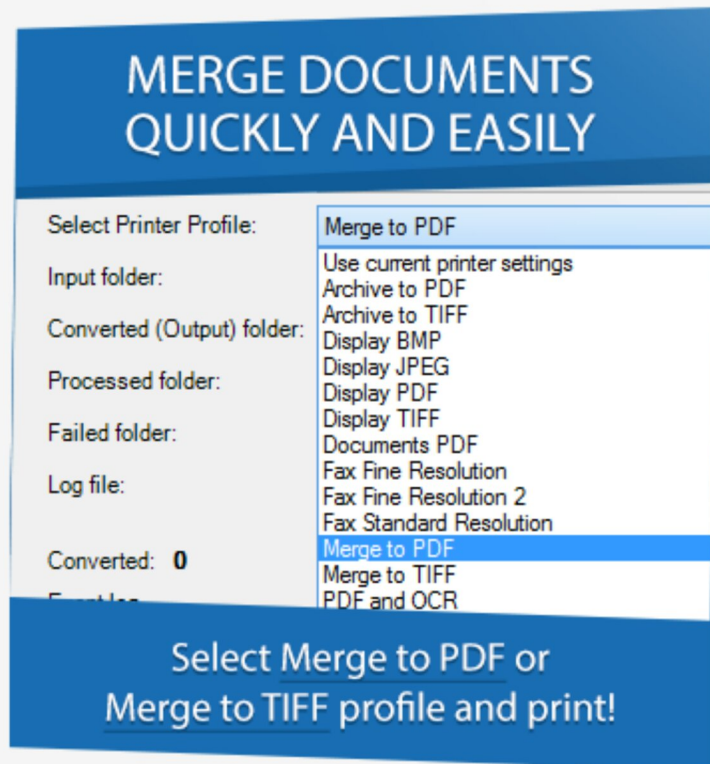 MERGE DOCUMENTS
QUICKLY AND EASILY
Select Printer Profile:
Merge to PDF
Input folder:
Converted (Output) folder:
Processed folder:
Failed folder:
Log file:
Converted: 0
Use current printer settings
Archive to PDF
Archive to TIFF
Display BMP
Display JPEG
Display PDF
Display TIFF
Documents PDF
Fax Fine Resolution
Fax Fine Resolution 2
Fax Standard Resolution
Merge to PDF
Merge to TIFF
PDF and OCR
Select Merge to PDF or
Merge to TIFF profile and print!